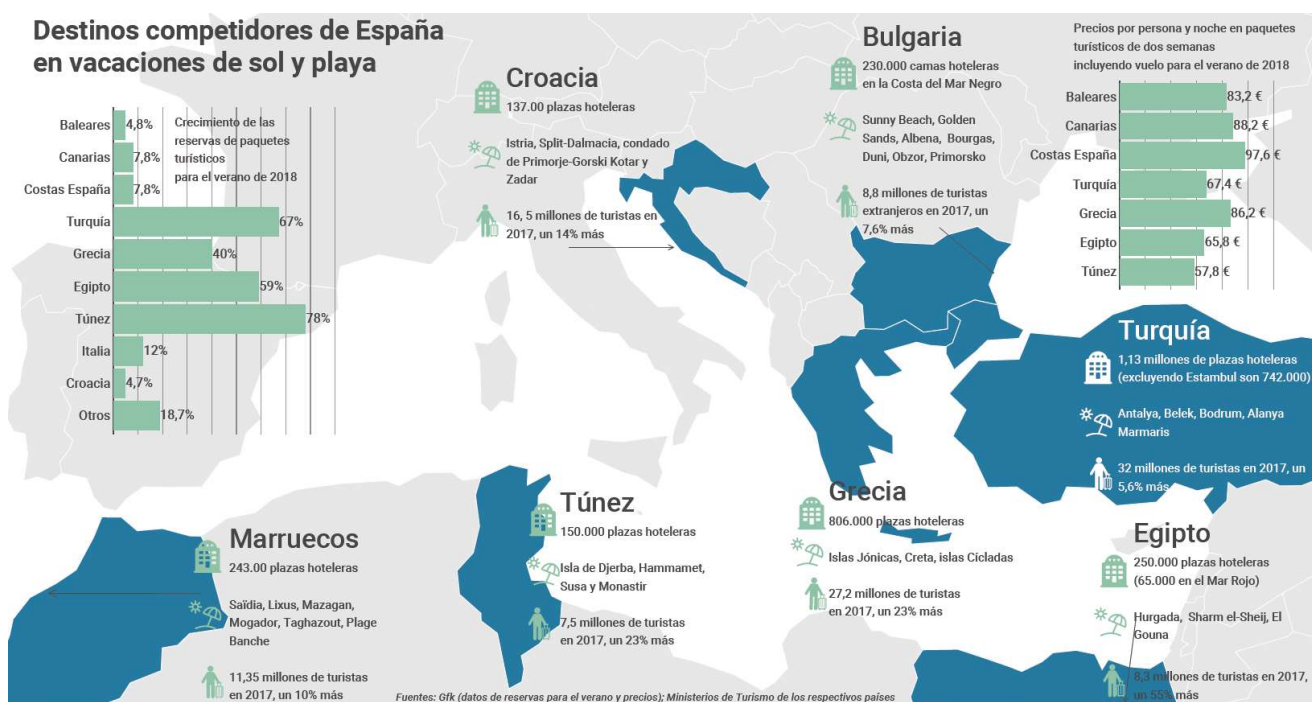 Destinos competidores de España
en vacaciones de sol y playa
Crecimiento de las
reservas de paquetes
turísticos
para el verano de 2018
Baleares 4,8%
Canarias 7,8%
Costas España 7,8%
Turquía 67%
Grecia 40%
Egipto 59%
Túnez 78%
Italia 12%
Croacia 4,7%
Otros 18,7%
Croacia
137.00 plazas hoteleras
Istria, Split-Dalmacia, condado
de Primorje-Gorski Kotar y
Zadar
16, 5 millones de turistas en
2017, un 14% más
Bulgaria
230.000 camas hoteleras
en la Costa del Mar Negro
Sunny Beach, Golden
Sands, Albena, Bourgas,
Duni, Obzor, Primorsko
8,8 millones de turistas
extranjeros en 2017, un
7,6% más
Precios por persona y noche en paquetes
turísticos de dos semanas
incluyendo vuelo para el verano de 2018
Baleares 83,2 €
Canarias 88,2 €
Costas España 97,6 €
Turquía 67,4 €
Grecia 86,2 €
Egipto 65,8 €
Túnez 57,8 €
Turquía
1,13 millones de plazas hoteleras
(excluyendo Estambul son 742.000)
Antalya, Belek, Bodrum, Alanya
Marmaris
32 millones de turistas en 2017, un
5,6% más
Marruecos
243.00 plazas hoteleras
Saïdia, Lixus, Mazagan,
Mogador, Taghazout, Plage
Banche
11,35 millones de turistas
en 2017, un 10% más
Túnez
150.000 plazas hoteleras
Isla de Djerba, Hammamet,
Susa y Monastir
7,5 millones de turistas
en 2017, un 23% más
Grecia
806.000 plazas hoteleras
Islas Jónicas, Creta, islas Cícladas
27,2 millones de turistas
en 2017, un 23% más
Egipto
250.000 plazas hoteleras
(65.000 en el Mar Rojo)
Hurgada, Sharm el-Sheij, El
Gouna
8,3 millones de turistas
un 55% más
Fuentes: Gfk (datos de reservas para el verano y precios); Ministerios de Turismo de los respectivos países